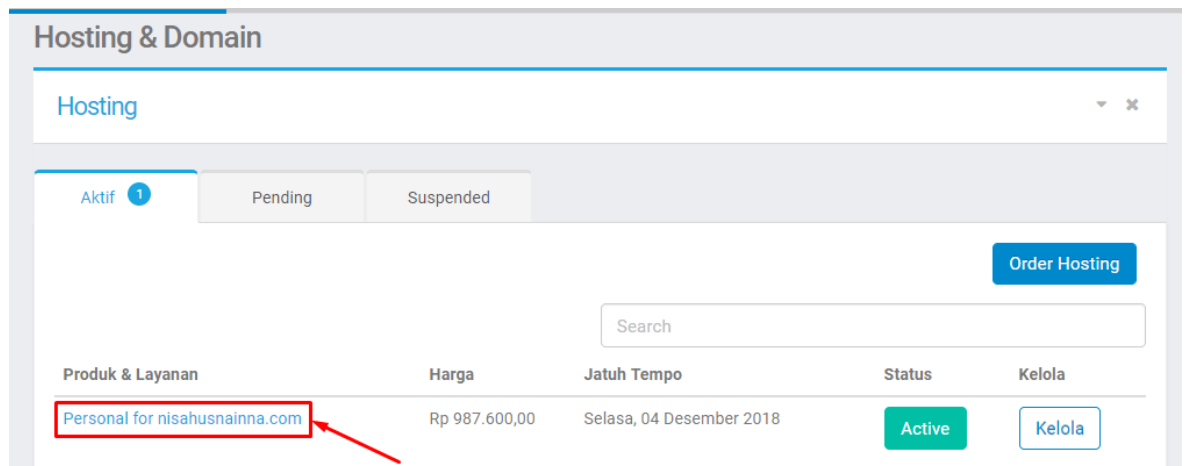 Hosting & Domain
Hosting
Aktif 1 Pending Suspended
Order Hosting
Search
Produk & Layanan Harga Jatuh Tempo Status Kelola
Personal for nisahusnainna.com Rp 987.600,00 Selasa, 04 Desember 2018 Active Kelola